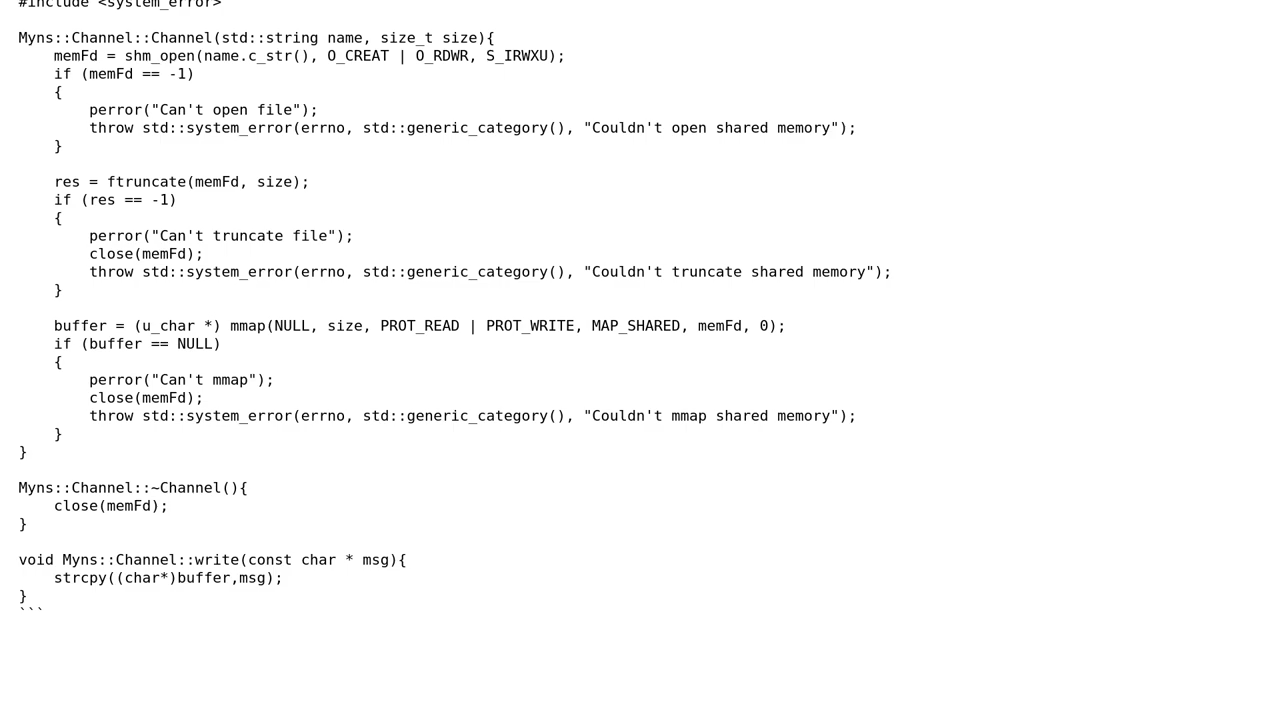 #include <system_error>
Myns::Channel::Channel(std::string name, size_t size){
    memFd = shm_open(name.c_str(), O_CREAT | O_RDWR, S_IRWXU);
    if (memFd == -1)
    {
        perror("Can't open file");
        throw std::system_error(errno, std::generic_category(), "Couldn't open shared memory");
    }
    res = ftruncate(memFd, size);
    if (res == -1)
    {
        perror("Can't truncate file");
        close(memFd);
        throw std::system_error(errno, std::generic_category(), "Couldn't truncate shared memory");
    }
    buffer = (u_char *) mmap(NULL, size, PROT_READ | PROT_WRITE, MAP_SHARED, memFd, 0);
    if (buffer == NULL)
    {
        perror("Can't mmap");
        close(memFd);
        throw std::system_error(errno, std::generic_category(), "Couldn't mmap shared memory");
    }
}
Myns::Channel::~Channel(){
    close(memFd);
}
void Myns::Channel::write(const char * msg){
    strcpy((char*)buffer,msg);
}
```